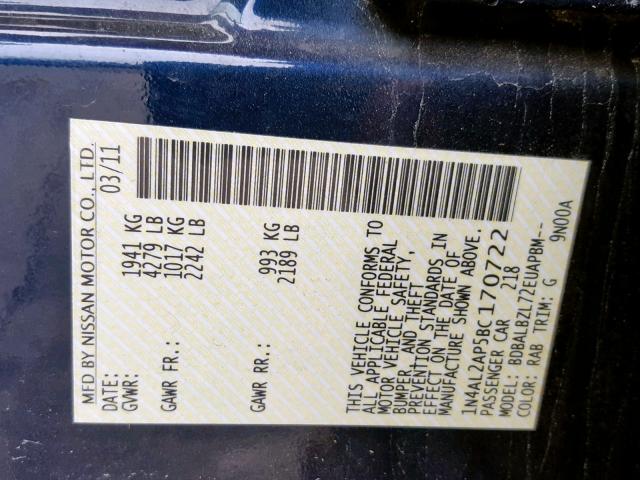 MFD BY NISSAN MOTOR CO., LTD.
DATE: 03/11
GVWR: 1941 KG
4279 LB
GAWR FR.: 1017 KG
2242 LB
GAWR RR.: 993 KG
2189 LB
THIS VEHICLE CONFORMS TO
ALL APPLICABLE FEDERAL
MOTOR VEHICLE SAFETY,
BUMPER, AND THEFT
PREVENTION STANDARDS IN
EFFECT ON THE DATE OF
MANUFACTURE SHOWN ABOVE.
1N4AL2AP5BC170722
PASSENGER CAR 218
MODEL: BDBALBZL72EUAPBM--
COLOR: RAB TRIM: G 9N00A